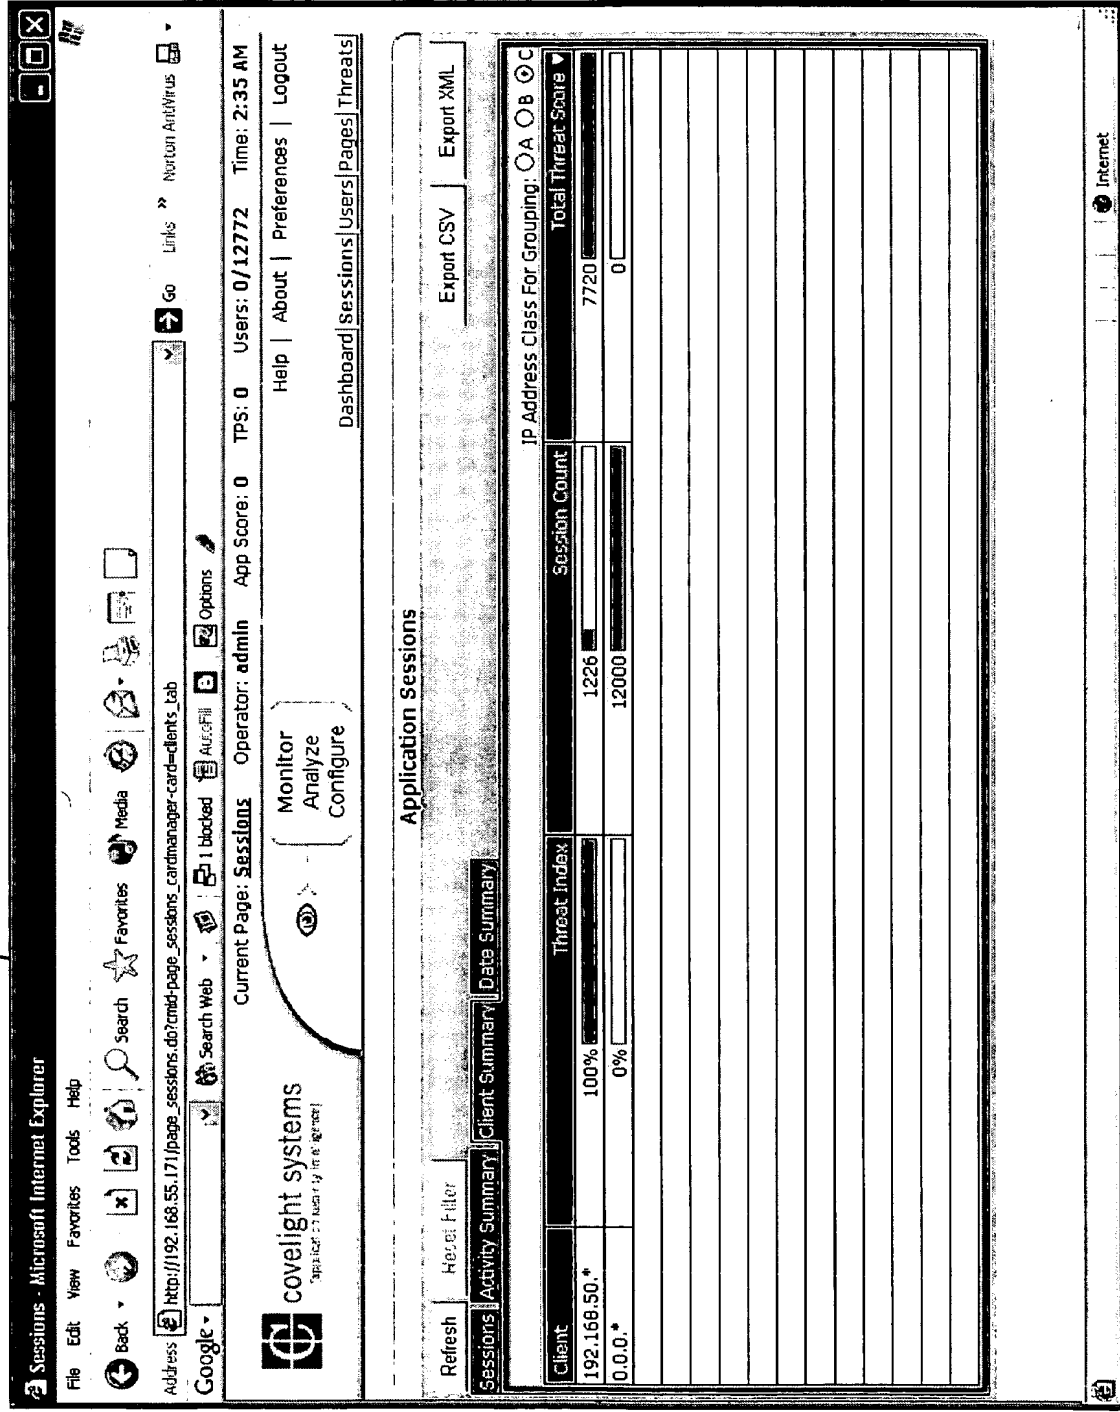 Sessions - Microsoft Internet Explorer
File Edit View Favorites Tools Help
Back Search Favorites Media
Address http://192.168.55.171/page_sessions.do?cmid-page_sessions_cardmanager-card=clients_tab Go Links » Norton AntiVirus
Google Search Web 1 blocked AutoFill Options
Current Page: Sessions Operator: admin App Score: 0 TPS: 0 Users: 0/12772 Time: 2:35 AM
covelight systems
Monitor
Analyze
Configure
Help | About | Preferences | Logout
Dashboard | Sessions | Users | Pages | Threats
Application Sessions
Refresh Reset Filter Export CSV Export XML
Sessions Activity Summary Client Summary Date Summary
IP Address Class For Grouping: A B C
Client Threat Index Session Count Total Threat Score ▼
192.168.50.* 100% 1226 7720
0.0.0.* 0% 12000 0
Internet